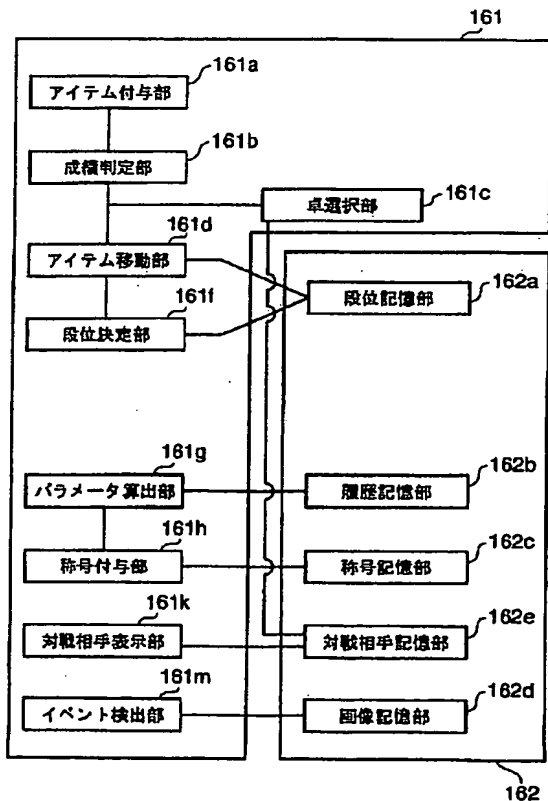 161
161a
アイテム付与部
161b
成績判定部
161c
卓選択部
161d
アイテム移動部
162a
段位記憶部
161f
段位決定部
161g
パラメータ算出部
162b
履歴記憶部
161h
称号付与部
162c
称号記憶部
161k
対戦相手表示部
162e
対戦相手記憶部
161m
イベント検出部
162d
画像記憶部
162